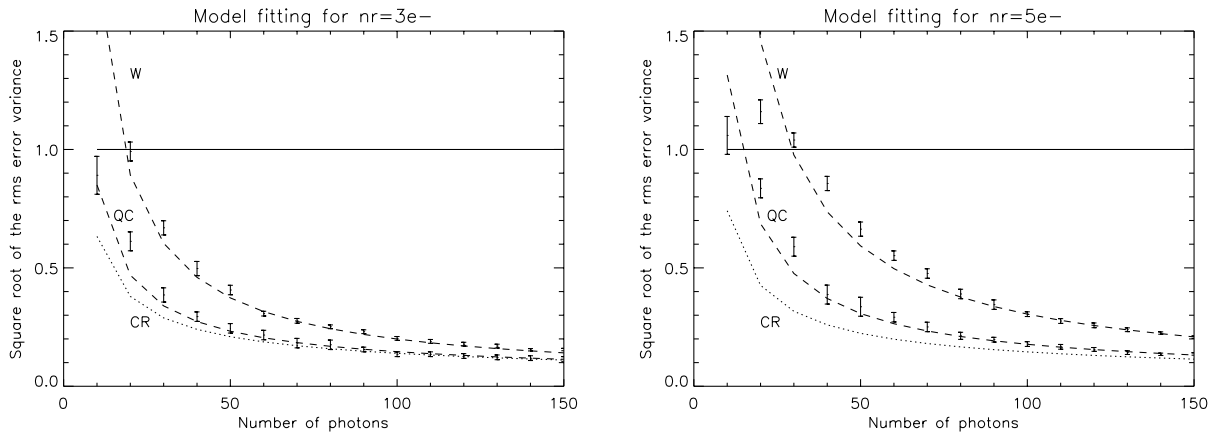 Model fitting for nr=3e-
Square root of the rms error variance
1.5
1.0
0.5
0.0
W
QC
CR
0
50
100
150
Number of photons
Model fitting for nr=5e-
Square root of the rms error variance
1.5
1.0
0.5
0.0
W
QC
CR
0
50
100
150
Number of photons